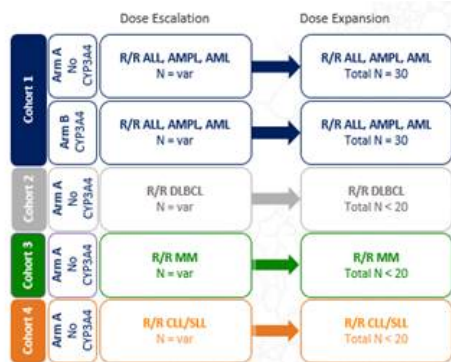 Dose Escalation
Dose Expansion
Cohort 1
Arm A
No
CYP3A4
R/R ALL, AMPL, AML
N = var
R/R ALL, AMPL, AML
Total N = 30
Arm B
CYP3A4
R/R ALL, AMPL, AML
N = var
R/R ALL, AMPL, AML
Total N = 30
Cohort 2
Arm A
No
CYP3A4
R/R DLBCL
N = var
R/R DLBCL
Total N < 20
Cohort 3
Arm A
No
CYP3A4
R/R MM
N = var
R/R MM
Total N < 20
Cohort 4
Arm A
No
CYP3A4
R/R CLL/SLL
N = var
R/R CLL/SLL
Total N < 20